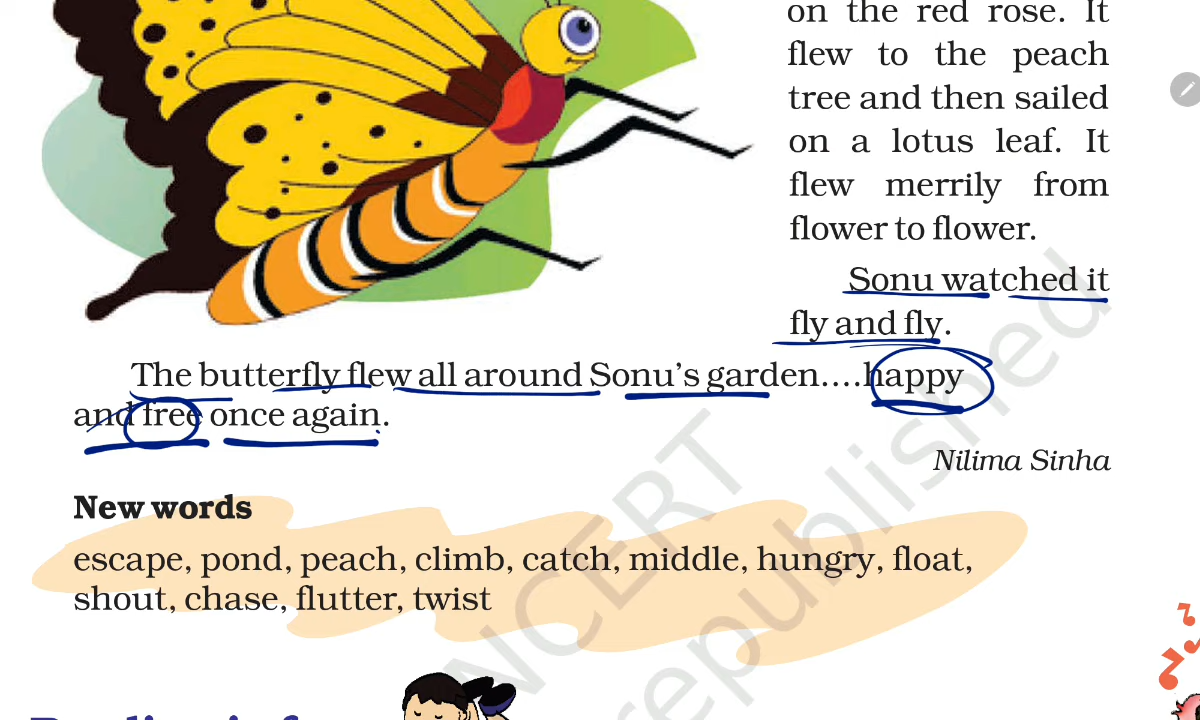 on the red rose. It
flew to the peach
tree and then sailed
on a lotus leaf. It
flew merrily from
flower to flower.
Sonu watched it
fly and fly.
The butterfly flew all around Sonu's garden....happy
and free once again.
Nilima Sinha
New words
escape, pond, peach, climb, catch, middle, hungry, float,
shout, chase, flutter, twist
NCERT
republished